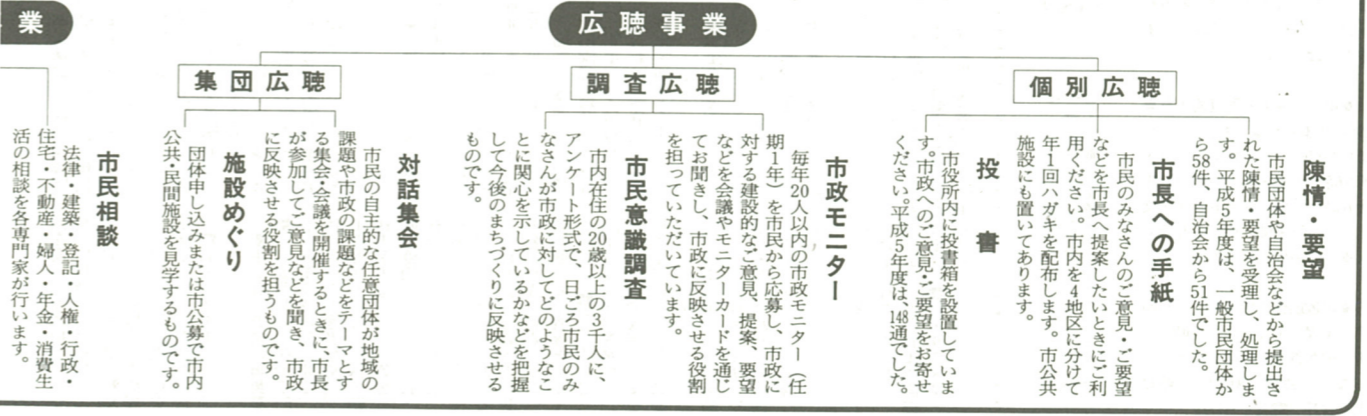 広聴事業
個別広聴
陳情・要望
市民団体や自治会などから提出さ
れた陳情・要望を受理し、処理しま
す。平成5年度は、一般市民団体か
ら58件、自治会から51件でした。
市長への手紙
市民のみなさんのご意見・ご要望
などを市長へ提案したいときにご利
用ください。市内を4地区に分けて
年1回ハガキを配布します。市公共
施設にも置いてあります。
投書
市役所内に投書箱を設置していま
す。市政へのご意見・ご要望をお寄せ
ください。平成5年度は、148通でした。
調査広聴
市政モニター
毎年20人以内の市政モニター(任
期1年)を市民から応募し、市政に
対する建設的なご意見、提案、要望
などを会議やモニターカードを通じ
てお聞きし、市政に反映させる役割
を担っていただいています。
市民意識調査
市内在住の20歳以上の3千人に、
アンケート形式で、日ごろ市民のみ
なさんが市政に対してどのようなこ
とに関心を示しているかなどを把握
して今後のまちづくりに反映させる
ものです。
集団広聴
対話集会
市民の自主的な任意団体が地域の
課題や市政の課題などをテーマとす
る集会・会議を開催するときに、市長
が参加してご意見などを聞き、市政
に反映させる役割を担うものです。
施設めぐり
団体申し込みまたは市公募で市内
公共・民間施設を見学するものです。
業
市民相談
法律・建築・登記・人権・行政・
住宅・不動産・婦人・年金・消費生
活の相談を各専門家が行います。